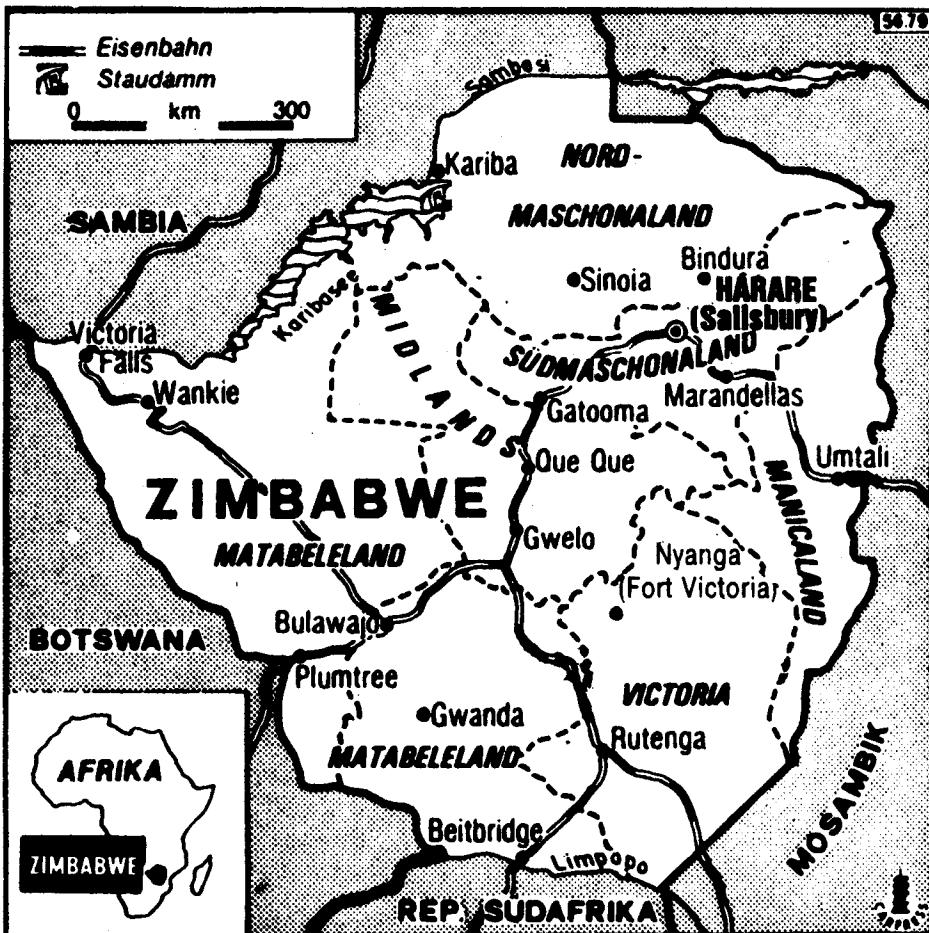 54.79
Eisenbahn
Staudamm
0 km 300
Sambesi
Kariba
NORD-
MASCHONALAND
SAMBIA
Karibasee
Sinoia
Bindura
HARARE
(Salisbury)
Victoria
Falls
MIDLANDS
SÜDMASCHONALAND
Wankie
Marandellas
Gatooma
Umtali
Que Que
ZIMBABWE
MANICALAND
Gwelo
MATABELELAND
Nyanga
(Fort Victoria)
Bulawajo
BOTSWANA
Plumtree
VICTORIA
Gwanda
Rutenga
MATABELELAND
AFRIKA
MOSAMBIK
Beitbridge
ZIMBABWE
Limpopo
REP. SÜDAFRIKA